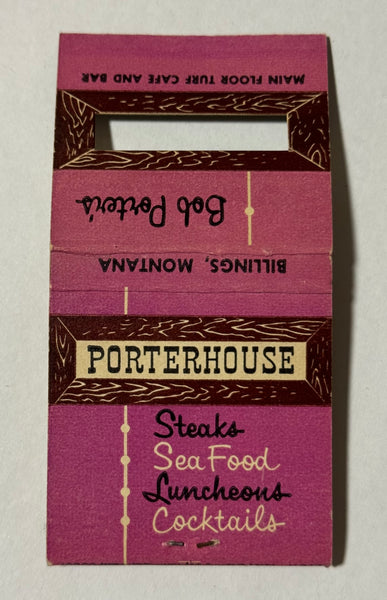 MAIN FLOOR TURF CAFE AND BAR
Bob Porter's
BILLINGS, MONTANA
PORTERHOUSE
Steaks
Sea Food
Luncheons
Cocktails